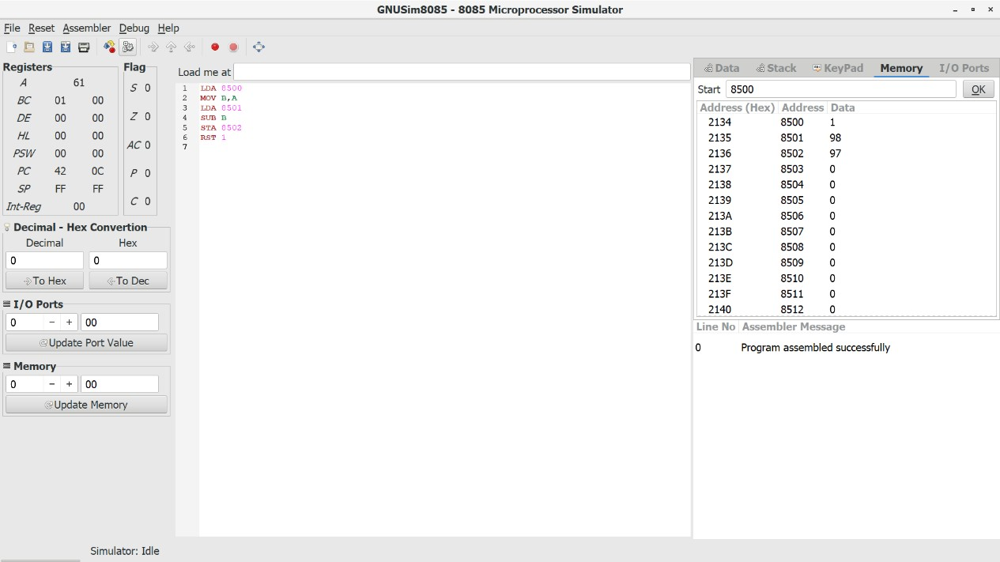 GNUSim8085 - 8085 Microprocessor Simulator
File Reset Assembler Debug Help
Registers
A 61
BC 01 00
DE 00 00
HL 00 00
PSW 00 00
PC 42 0C
SP FF FF
Int-Reg 00
Flag
S 0
Z 0
AC 0
P 0
C 0
Decimal - Hex Convertion
Decimal Hex
0 0
To Hex To Dec
I/O Ports
0 - + 00
Update Port Value
Memory
0 - + 00
Update Memory
Load me at
1 LDA 8500
2 MOV B,A
3 LDA 8501
4 SUB B
5 STA 8502
6 RST 1
7
Data Stack KeyPad Memory I/O Ports
Start 8500 OK
Address (Hex) Address Data
2134 8500 1
2135 8501 98
2136 8502 97
2137 8503 0
2138 8504 0
2139 8505 0
213A 8506 0
213B 8507 0
213C 8508 0
213D 8509 0
213E 8510 0
213F 8511 0
2140 8512 0
Line No Assembler Message
0 Program assembled successfully
Simulator: Idle